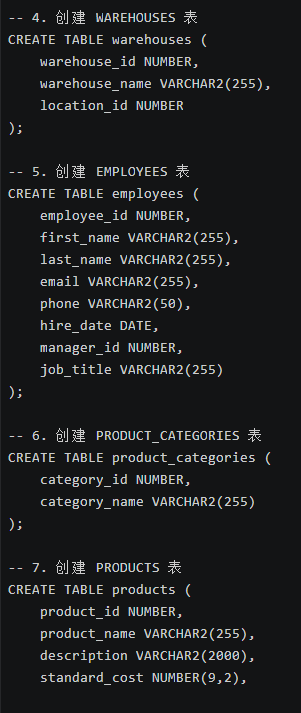 -- 4. 创建 WAREHOUSES 表
CREATE TABLE warehouses (
    warehouse_id NUMBER,
    warehouse_name VARCHAR2(255),
    location_id NUMBER
);

-- 5. 创建 EMPLOYEES 表
CREATE TABLE employees (
    employee_id NUMBER,
    first_name VARCHAR2(255),
    last_name VARCHAR2(255),
    email VARCHAR2(255),
    phone VARCHAR2(50),
    hire_date DATE,
    manager_id NUMBER,
    job_title VARCHAR2(255)
);

-- 6. 创建 PRODUCT_CATEGORIES 表
CREATE TABLE product_categories (
    category_id NUMBER,
    category_name VARCHAR2(255)
);

-- 7. 创建 PRODUCTS 表
CREATE TABLE products (
    product_id NUMBER,
    product_name VARCHAR2(255),
    description VARCHAR2(2000),
    standard_cost NUMBER(9,2),